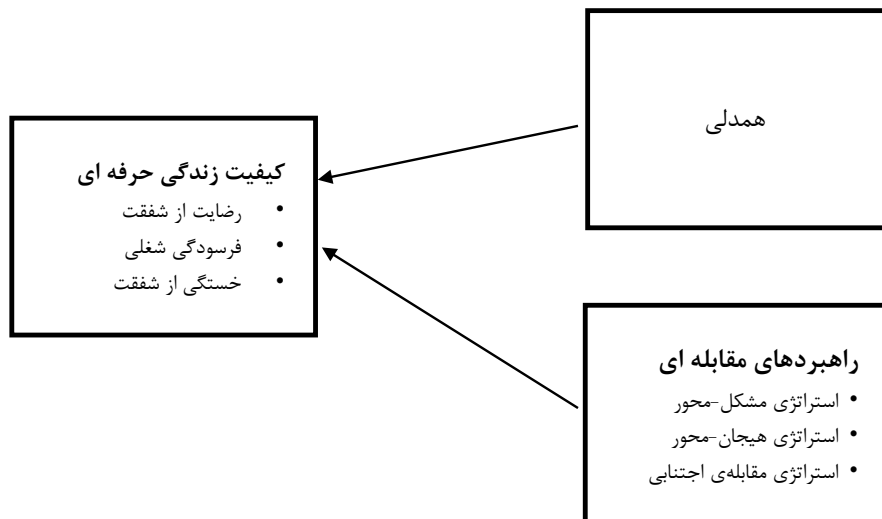 همدلی
کیفیت زندگی حرفه ای
• رضایت از شفقت
• فرسودگی شغلی
• خستگی از شفقت
راهبردهای مقابله ای
• استراتژی مشکل-محور
• استراتژی هیجان-محور
• استراتژی مقابله‌ی اجتنابی